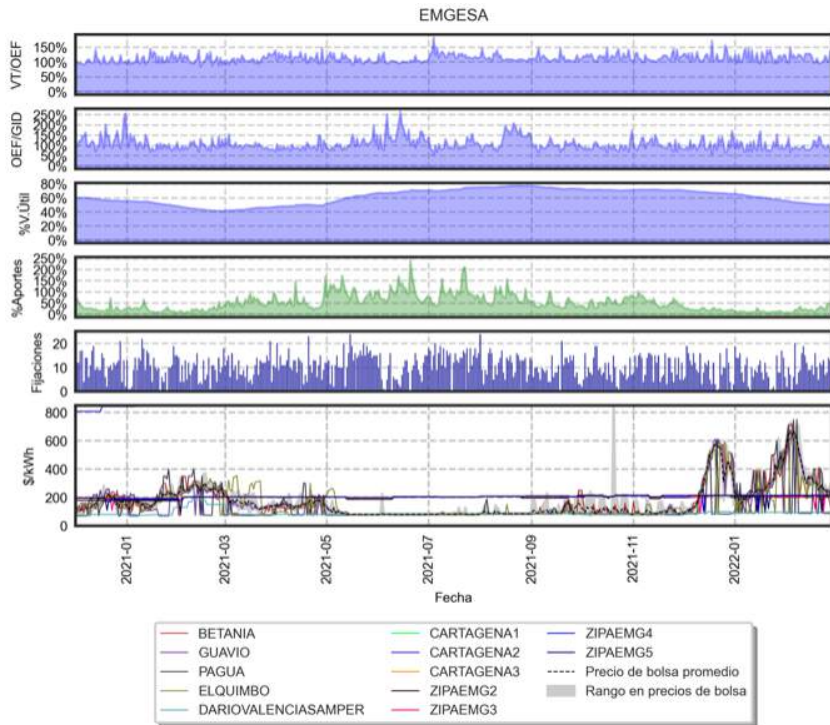 EMGESA
VT/OEF
150%
100%
50%
0%
OEF/GID
250%
200%
150%
100%
50%
0%
%V.Útil
80%
60%
40%
20%
0%
%Aportes
250%
200%
150%
100%
50%
0%
Fijaciones
20
10
0
$/kWh
800
600
400
200
0
2021-01
2021-03
2021-05
2021-07
2021-09
2021-11
2022-01
Fecha
BETANIA
GUAVIO
PAGUA
ELQUIMBO
DARIOVALENCIASAMPER
CARTAGENA1
CARTAGENA2
CARTAGENA3
ZIPAEMG2
ZIPAEMG3
ZIPAEMG4
ZIPAEMG5
Precio de bolsa promedio
Rango en precios de bolsa